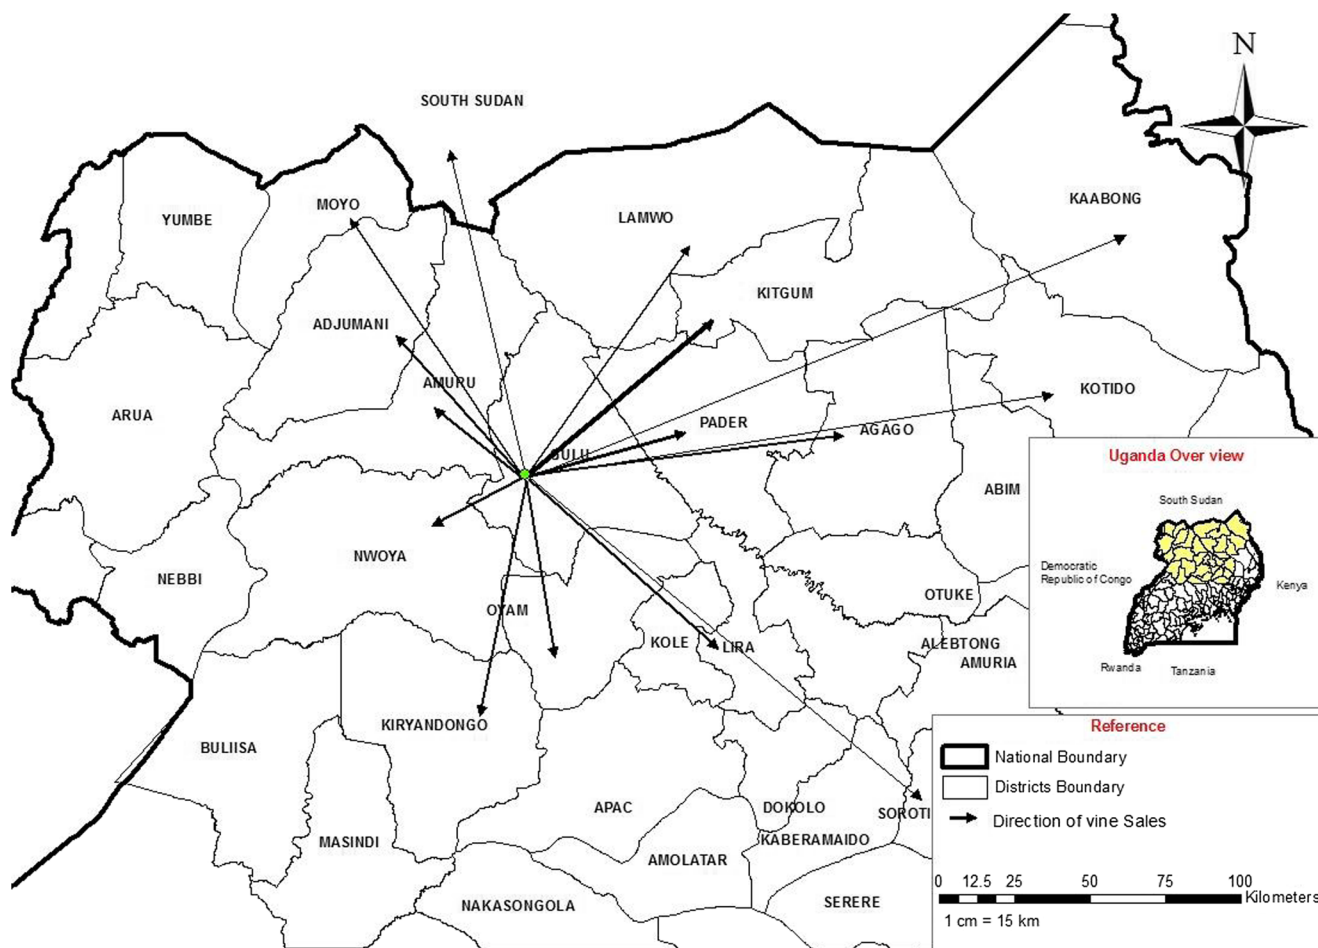 N
SOUTH SUDAN
KAABONG
MOYO
YUMBE
LAMWO
KITGUM
ADJUMANI
AMURU
KOTIDO
ARUA
PADER
AGAGO
GULU
ABIM
NWOYA
NEBBI
OTUKE
OYAM
KOLE
LIRA
ALEBTONG
AMURIA
KIRYANDONGO
BULIISA
APAC
DOKOLO
SOROTI
MASINDI
KABERAMAIDO
AMOLATAR
NAKASONGOLA
SERERE
Uganda Over view
South Sudan
Democratic
Republic of Congo
Kenya
Rwanda
Tanzania
Reference
National Boundary
Districts Boundary
Direction of vine Sales
0 12.5 25 50 75 100
Kilometers
1 cm = 15 km